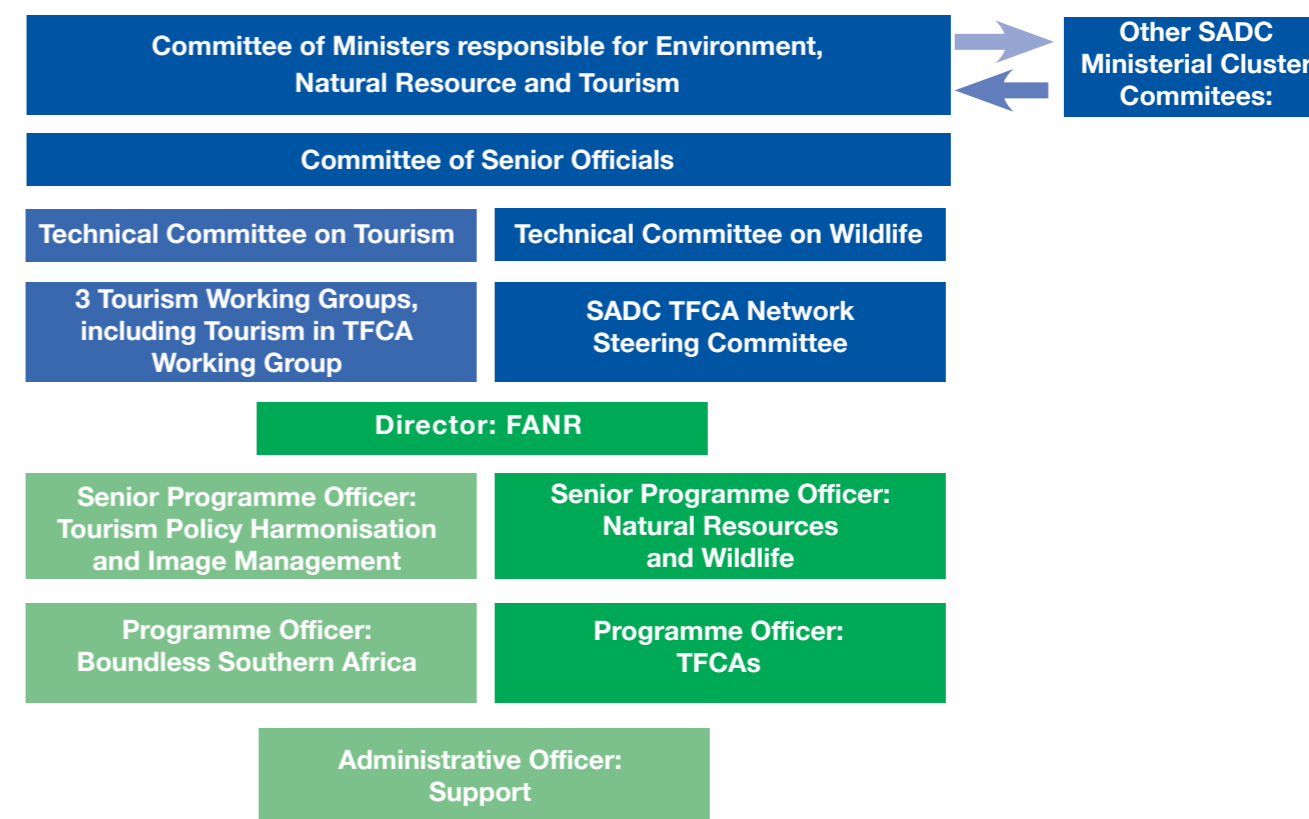 Committee of Ministers responsible for Environment,
Natural Resource and Tourism
Other SADC
Ministerial Cluster
Commitees:
Committee of Senior Officials
Technical Committee on Tourism
Technical Committee on Wildlife
3 Tourism Working Groups,
including Tourism in TFCA
Working Group
SADC TFCA Network
Steering Committee
Director: FANR
Senior Programme Officer:
Tourism Policy Harmonisation
and Image Management
Senior Programme Officer:
Natural Resources
and Wildlife
Programme Officer:
Boundless Southern Africa
Programme Officer:
TFCAs
Administrative Officer:
Support